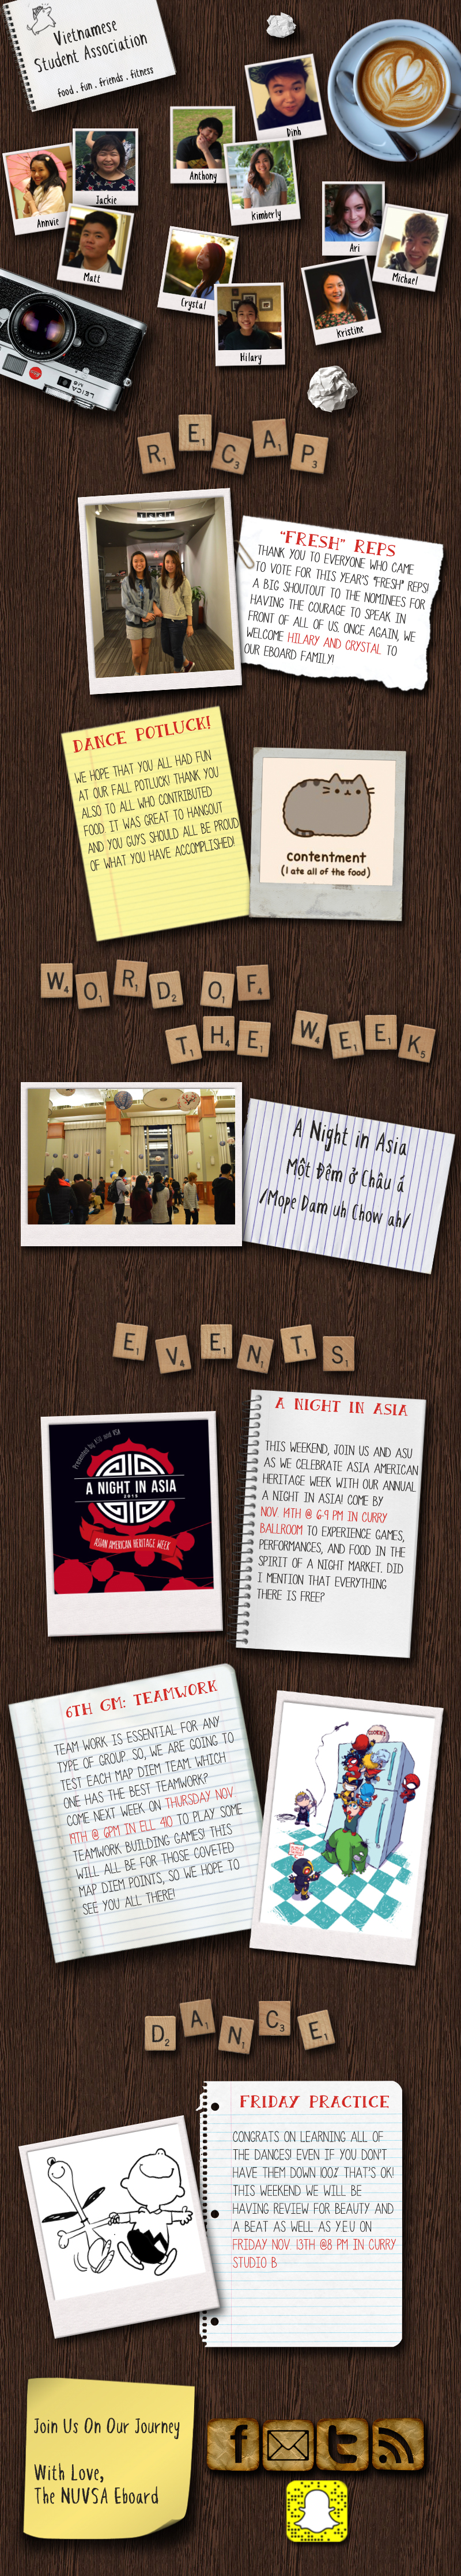 Vietnamese
Student Association
food . fun . friends . fitness
Dinh
Anthony
Jackie
Kimberly
Annvie
Ari
Matt
Michael
Crystal
Kristine
Hilary
LEICA
RECAP
"FRESH" REPS
THANK YOU TO EVERYONE WHO CAME
TO VOTE FOR THIS YEAR'S "FRESH" REPS!
A BIG SHOUTOUT TO THE NOMINEES FOR
HAVING THE COURAGE TO SPEAK IN
FRONT OF ALL OF US. ONCE AGAIN, WE
WELCOME HILARY AND CRYSTAL TO
OUR EBOARD FAMILY!
DANCE POTLUCK!
WE HOPE THAT YOU ALL HAD FUN
AT OUR FALL POTLUCK! THANK YOU
ALSO TO ALL WHO CONTRIBUTED
FOOD. IT WAS GREAT TO HANGOUT
AND YOU GUYS SHOULD ALL BE PROUD
OF WHAT YOU HAVE ACCOMPLISHED!
contentment
(I ate all of the food)
WORD OF
THE WEEK
A Night in Asia
Một Đêm ở Châu á
/Mope Dam uh Chow ah/
EVENTS
A NIGHT IN ASIA
THIS WEEKEND, JOIN US AND ASU
AS WE CELEBRATE ASIA AMERICAN
HERITAGE WEEK WITH OUR ANNUAL
A NIGHT IN ASIA! COME BY
NOV 14TH @ 6-9 PM IN CURRY
BALLROOM TO EXPERIENCE GAMES,
PERFORMANCES, AND FOOD IN THE
SPIRIT OF A NIGHT MARKET. DID
I MENTION THAT EVERYTHING
THERE IS FREE?
Presented by ASU and VSA
A NIGHT IN ASIA
2015
ASIAN AMERICAN HERITAGE WEEK
6TH GM: TEAMWORK
TEAM WORK IS ESSENTIAL FOR ANY
TYPE OF GROUP. SO, WE ARE GOING TO
TEST EACH MAP DIEM TEAM. WHICH
ONE HAS THE BEST TEAMWORK?
COME NEXT WEEK ON THURSDAY NOV
19TH @ 6PM IN ELL 410 TO PLAY SOME
TEAMWORK BUILDING GAMES! THIS
WILL ALL BE FOR THOSE COVETED
MAP DIEM POINTS, SO WE HOPE TO
SEE YOU ALL THERE!
COOKIES
DANCE
FRIDAY PRACTICE
CONGRATS ON LEARNING ALL OF
THE DANCES! EVEN IF YOU DON'T
HAVE THEM DOWN 100% THAT'S OK!
THIS WEEKEND WE WILL BE
HAVING REVIEW FOR BEAUTY AND
A BEAT AS WELL AS Y.E.U ON
FRIDAY NOV 13TH @8 PM IN CURRY
STUDIO B
Join Us On Our Journey
With Love,
The NUVSA Eboard